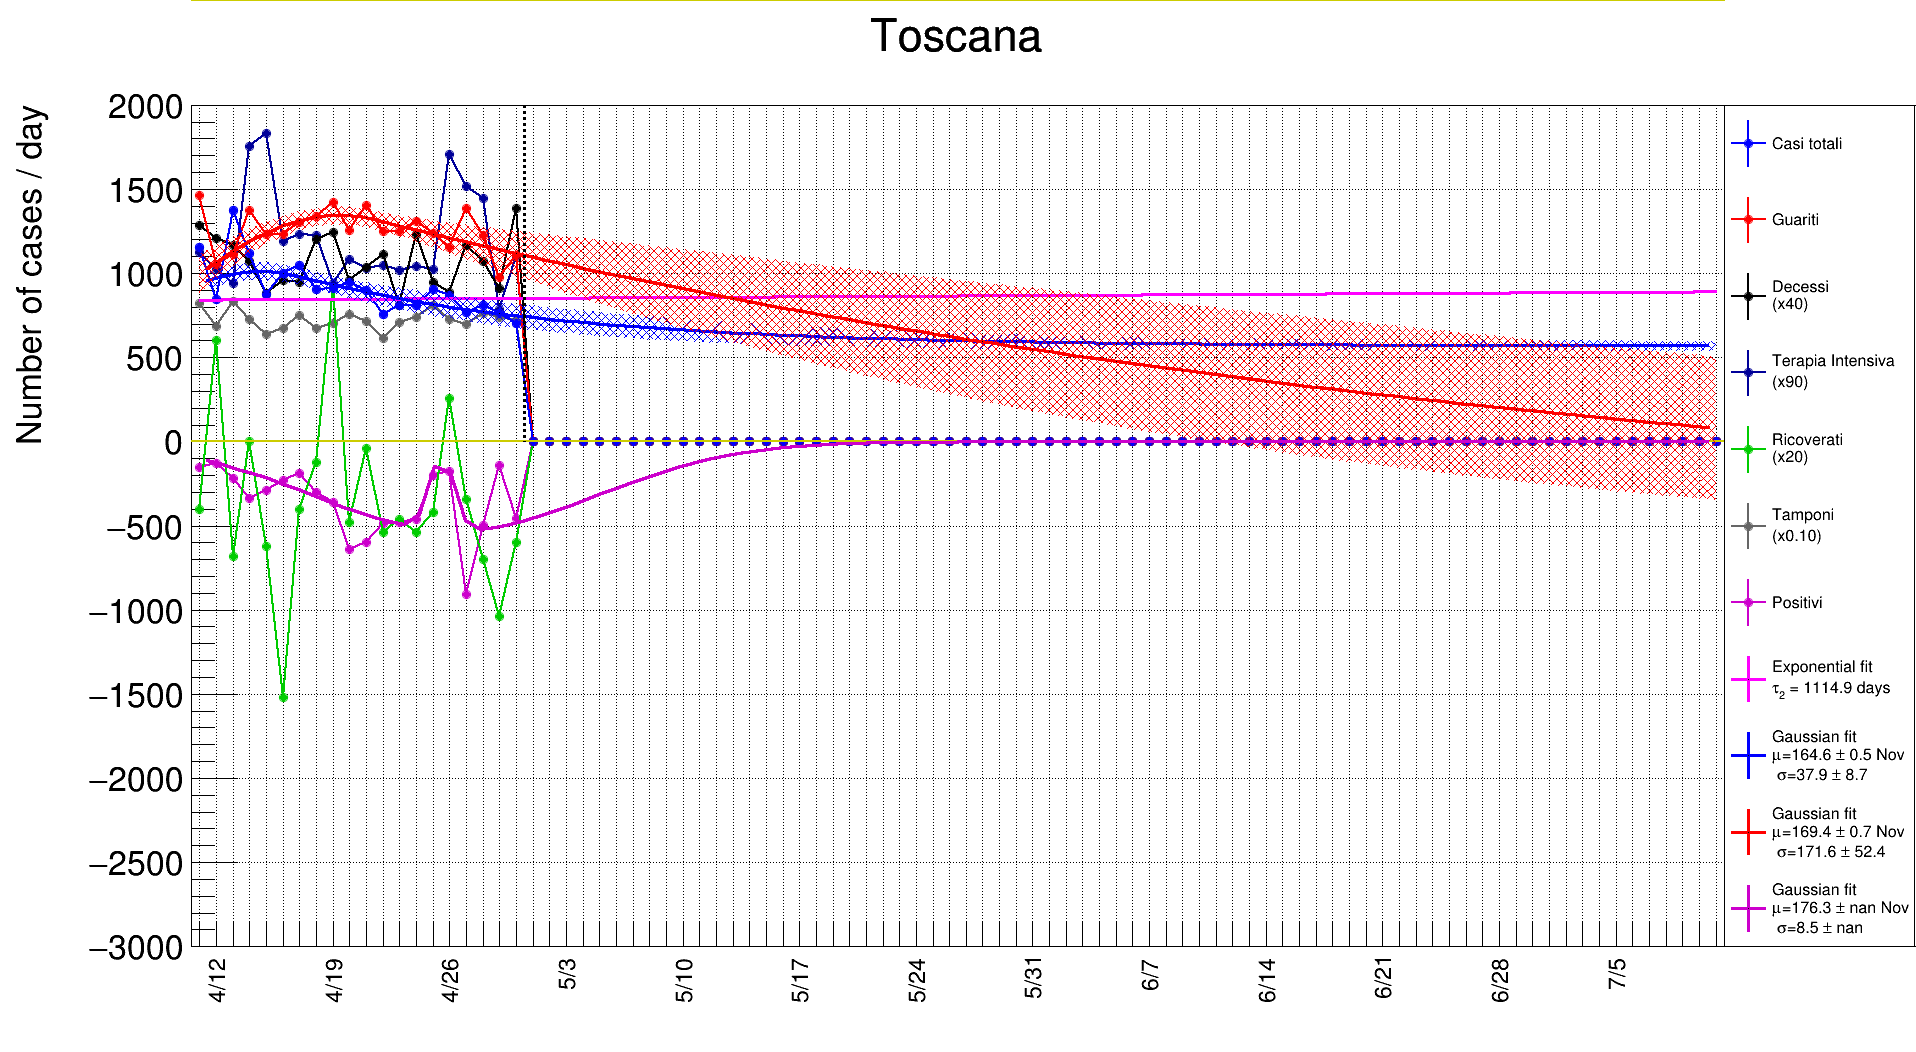 Toscana
Number of cases / day
2000
1500
1000
500
0
−500
−1000
−1500
−2000
−2500
−3000
4/12
4/19
4/26
5/3
5/10
5/17
5/24
5/31
6/7
6/14
6/21
6/28
7/5
Casi totali
Guariti
Decessi
(x40)
Terapia Intensiva
(x90)
Ricoverati
(x20)
Tamponi
(x0.10)
Positivi
Exponential fit
τ2 = 1114.9 days
Gaussian fit
μ=164.6 ± 0.5 Nov
σ=37.9 ± 8.7
Gaussian fit
μ=169.4 ± 0.7 Nov
σ=171.6 ± 52.4
Gaussian fit
μ=176.3 ± nan Nov
σ=8.5 ± nan